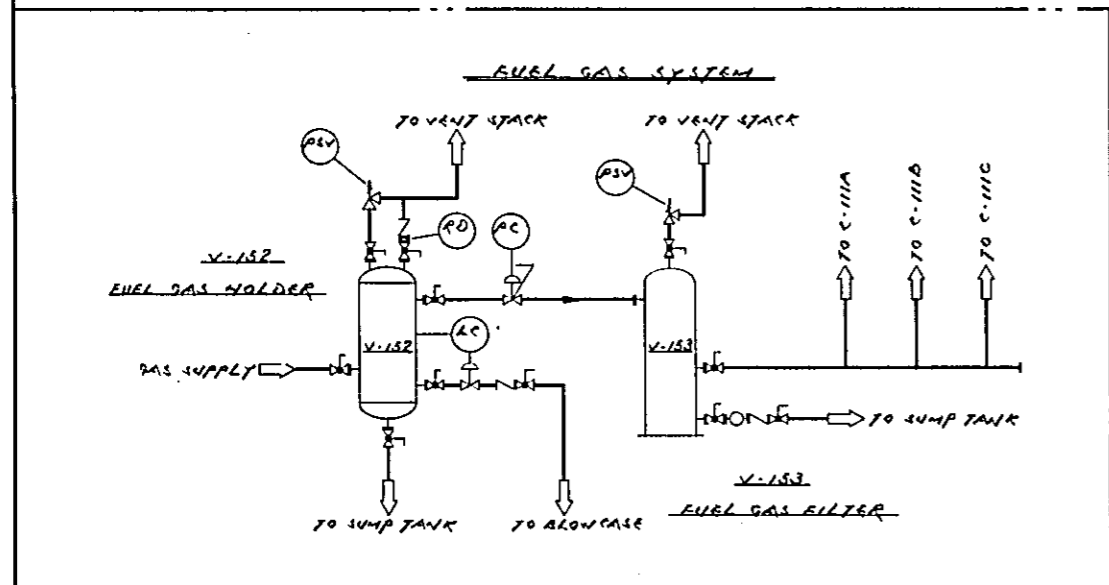 FUEL GAS SYSTEM
TO VENT STACK
TO VENT STACK
PSV
PSV
RD
PC
TO C-111A
TO C-111B
TO C-111C
V-152
FUEL GAS HOLDER
LC
V-152
V-153
GAS SUPPLY
TO SUMP TANK
V-153
FUEL GAS FILTER
TO SUMP TANK
TO BLOWCASE